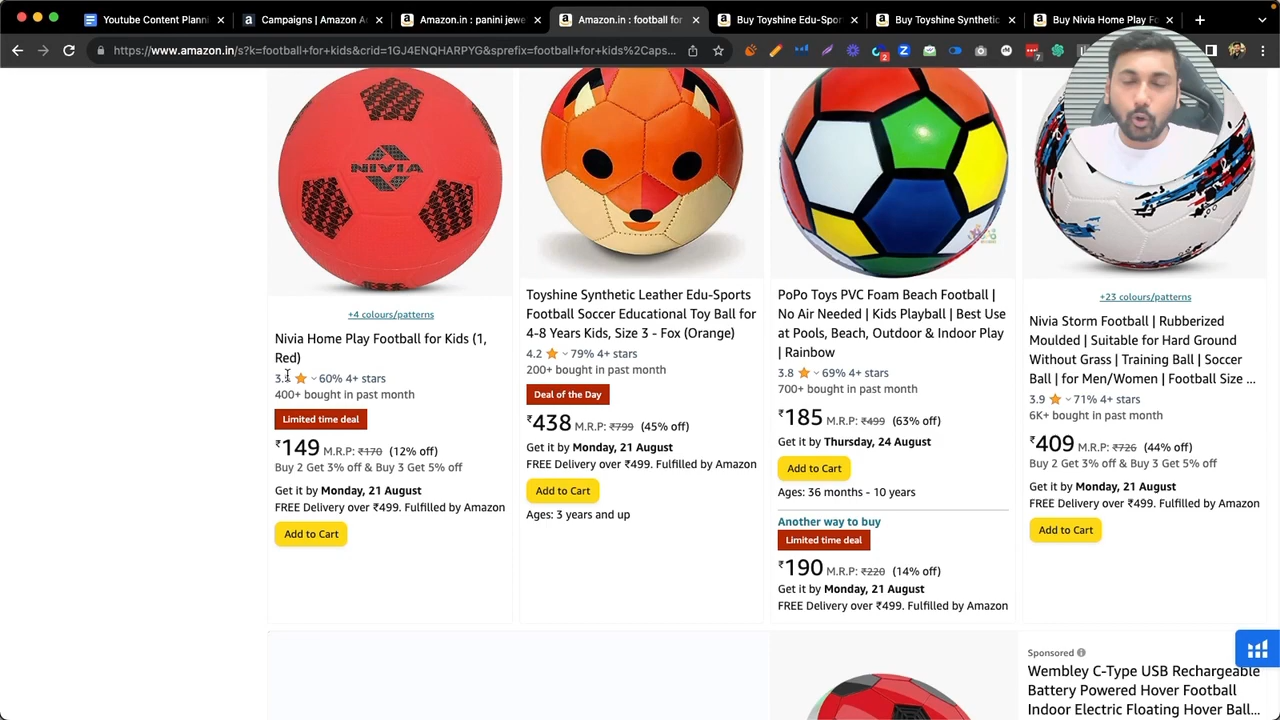 Youtube Content Planni
Campaigns | Amazon A
Amazon.in : panini jewe
Amazon.in : football for
Buy Toyshine Edu-Spor
Buy Toyshine Synthetic
Buy Nivia Home Play Fo
https://www.amazon.in/s?k=football+for+kids&crid=1GJ4ENQHARPYG&sprefix=football+for+kids%2Caps...
2
7
NIVIA
+4 colours/patterns
Nivia Home Play Football for Kids (1,
Red)
60% 4+ stars
400+ bought in past month
Limited time deal
₹149 M.R.P: ₹170 (12% off)
Buy 2 Get 3% off & Buy 3 Get 5% off
Get it by Monday, 21 August
FREE Delivery over ₹499. Fulfilled by Amazon
Add to Cart
Toyshine Synthetic Leather Edu-Sports
Football Soccer Educational Toy Ball for
4-8 Years Kids, Size 3 - Fox (Orange)
4.2 79% 4+ stars
200+ bought in past month
Deal of the Day
₹438 M.R.P: ₹799 (45% off)
Get it by Monday, 21 August
FREE Delivery over ₹499. Fulfilled by Amazon
Add to Cart
Ages: 3 years and up
PoPo Toys PVC Foam Beach Football |
No Air Needed | Kids Playball | Best Use
at Pools, Beach, Outdoor & Indoor Play
| Rainbow
3.8 69% 4+ stars
700+ bought in past month
₹185 M.R.P: ₹499 (63% off)
Get it by Thursday, 24 August
Add to Cart
Ages: 36 months - 10 years
Another way to buy
Limited time deal
₹190 M.R.P: ₹220 (14% off)
Get it by Monday, 21 August
FREE Delivery over ₹499. Fulfilled by Amazon
+23 colours/patterns
Nivia Storm Football | Rubberized
Moulded | Suitable for Hard Ground
Without Grass | Training Ball | Soccer
Ball | for Men/Women | Football Size ...
3.9 71% 4+ stars
6K+ bought in past month
₹409 M.R.P: ₹726 (44% off)
Buy 2 Get 3% off & Buy 3 Get 5% off
Get it by Monday, 21 August
FREE Delivery over ₹499. Fulfilled by Amazon
Add to Cart
Sponsored
Wembley C-Type USB Rechargeable
Battery Powered Hover Football
Indoor Electric Floating Hover Ball...